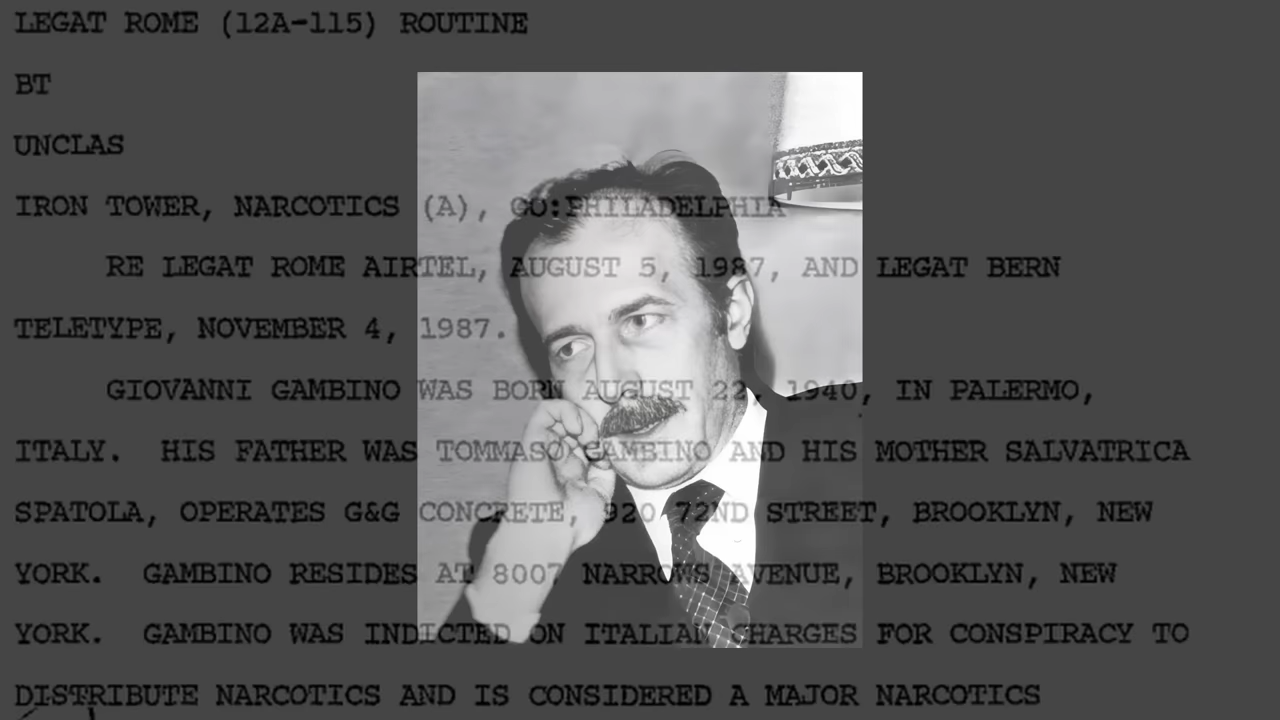 LEGAT ROME (12A-115) ROUTINE
BT
UNCLAS
IRON TOWER, NARCOTICS (A), OO:PHILADELPHIA
RE LEGAT ROME AIRTEL, AUGUST 5, 1987, AND LEGAT BERN
TELETYPE, NOVEMBER 4, 1987.
GIOVANNI GAMBINO WAS BORN AUGUST 22, 1940, IN PALERMO,
ITALY. HIS FATHER WAS TOMMASO GAMBINO AND HIS MOTHER SALVATRICA
SPATOLA, OPERATES G&G CONCRETE, 920 72ND STREET, BROOKLYN, NEW
YORK. GAMBINO RESIDES AT 8007 NARROWS AVENUE, BROOKLYN, NEW
YORK. GAMBINO WAS INDICTED ON ITALIAN CHARGES FOR CONSPIRACY TO
DISTRIBUTE NARCOTICS AND IS CONSIDERED A MAJOR NARCOTICS